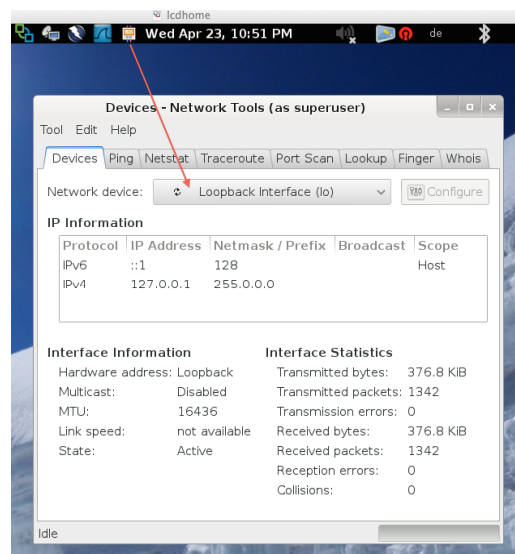 lcdhome
Wed Apr 23, 10:51 PM de
Devices - Network Tools (as superuser)
Tool Edit Help
Devices Ping Netstat Traceroute Port Scan Lookup Finger Whois
Network device: Loopback Interface (lo) Configure
IP Information
Protocol IP Address Netmask / Prefix Broadcast Scope
IPv6 ::1 128 Host
IPv4 127.0.0.1 255.0.0.0
Interface Information Interface Statistics
Hardware address: Loopback Transmitted bytes: 376.8 KiB
Multicast: Disabled Transmitted packets: 1342
MTU: 16436 Transmission errors: 0
Link speed: not available Received bytes: 376.8 KiB
State: Active Received packets: 1342
Reception errors: 0
Collisions: 0
Idle